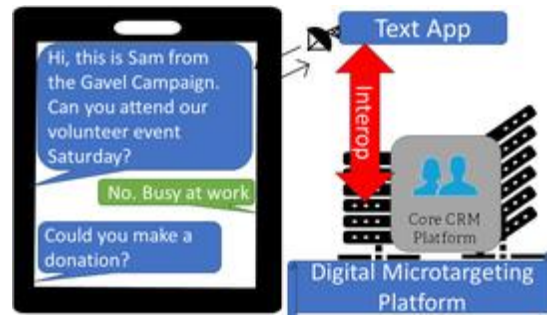 Hi, this is Sam from
the Gavel Campaign.
Can you attend our
volunteer event
Saturday?
No. Busy at work
Could you make a
donation?
Text App
Interop
Core CRM
Platform
Digital Microtargeting
Platform